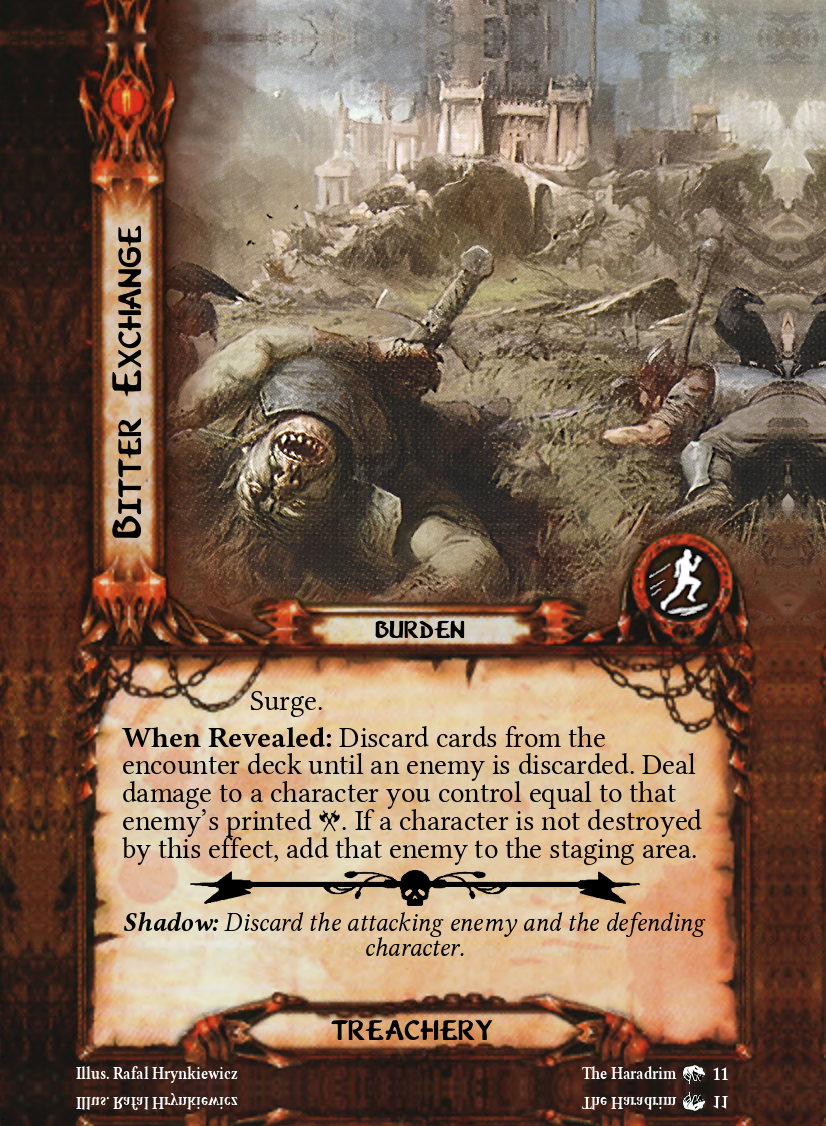 BITTER EXCHANGE
BURDEN
Surge.
When Revealed: Discard cards from the
encounter deck until an enemy is discarded. Deal
damage to a character you control equal to that
enemy's printed . If a character is not destroyed
by this effect, add that enemy to the staging area.
Shadow: Discard the attacking enemy and the defending
character.
TREACHERY
Illus. Rafal Hrynkiewicz
The Haradrim 11
Illus. Rafal Hrynkiewicz
The Haradrim 11